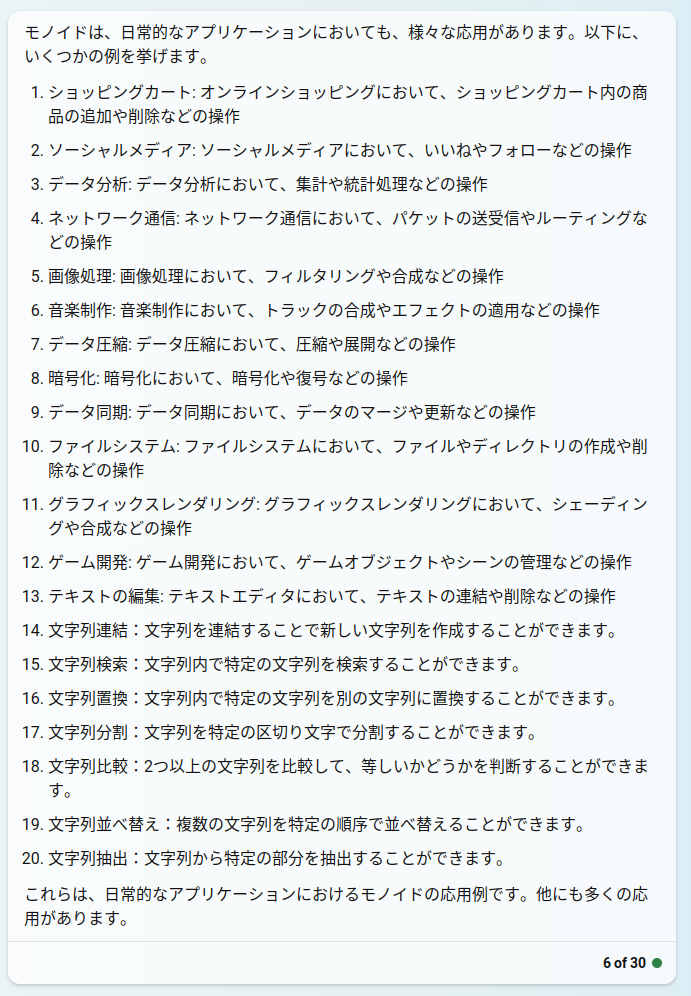 モノイドは、日常的なアプリケーションにおいても、様々な応用があります。以下に、
いくつかの例を挙げます。
1. ショッピングカート: オンラインショッピングにおいて、ショッピングカート内の商
品の追加や削除などの操作
2. ソーシャルメディア: ソーシャルメディアにおいて、いいねやフォローなどの操作
3. データ分析: データ分析において、集計や統計処理などの操作
4. ネットワーク通信: ネットワーク通信において、パケットの送受信やルーティングな
どの操作
5. 画像処理: 画像処理において、フィルタリングや合成などの操作
6. 音楽制作: 音楽制作において、トラックの合成やエフェクトの適用などの操作
7. データ圧縮: データ圧縮において、圧縮や展開などの操作
8. 暗号化: 暗号化において、暗号化や復号などの操作
9. データ同期: データ同期において、データのマージや更新などの操作
10. ファイルシステム: ファイルシステムにおいて、ファイルやディレクトリの作成や削
除などの操作
11. グラフィックスレンダリング: グラフィックスレンダリングにおいて、シェーディン
グや合成などの操作
12. ゲーム開発: ゲーム開発において、ゲームオブジェクトやシーンの管理などの操作
13. テキストの編集: テキストエディタにおいて、テキストの連結や削除などの操作
14. 文字列連結：文字列を連結することで新しい文字列を作成することができます。
15. 文字列検索：文字列内で特定の文字列を検索することができます。
16. 文字列置換：文字列内で特定の文字列を別の文字列に置換することができます。
17. 文字列分割：文字列を特定の区切り文字で分割することができます。
18. 文字列比較：2つ以上の文字列を比較して、等しいかどうかを判断することができま
す。
19. 文字列並べ替え：複数の文字列を特定の順序で並べ替えることができます。
20. 文字列抽出：文字列から特定の部分を抽出することができます。
これらは、日常的なアプリケーションにおけるモノイドの応用例です。他にも多くの応
用があります。
6 of 30